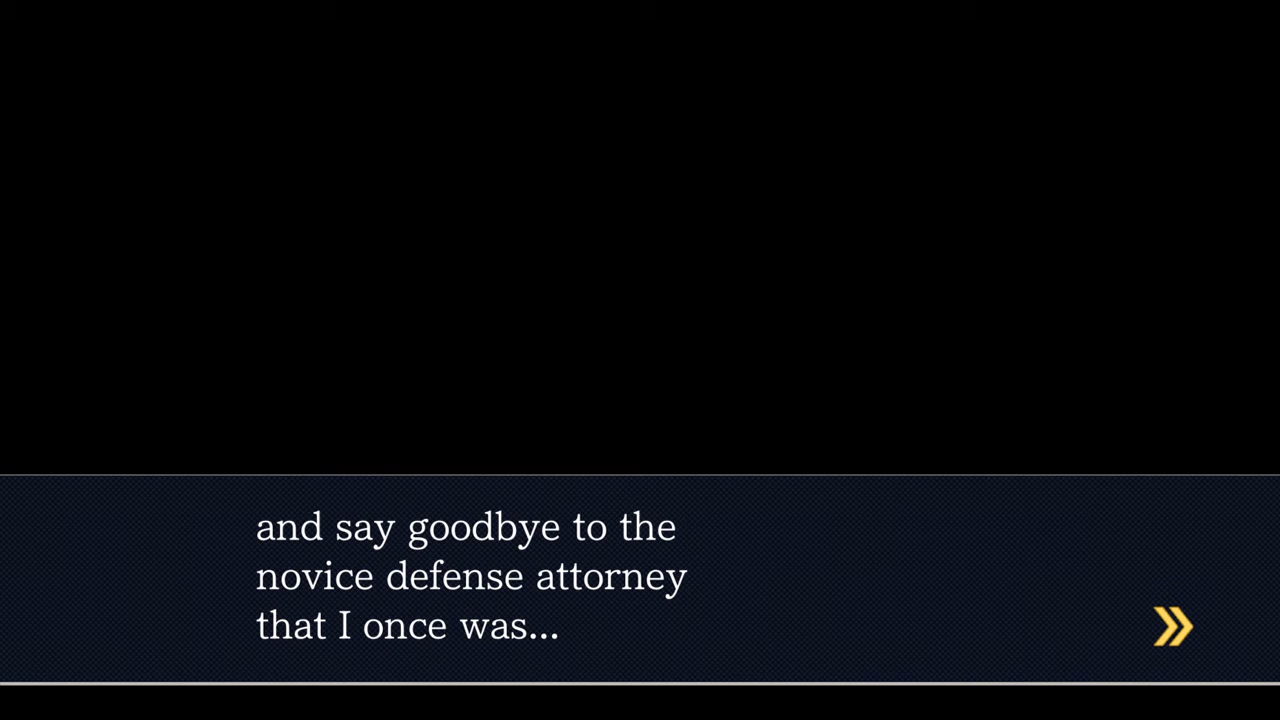 and say goodbye to the
novice defense attorney
that I once was...